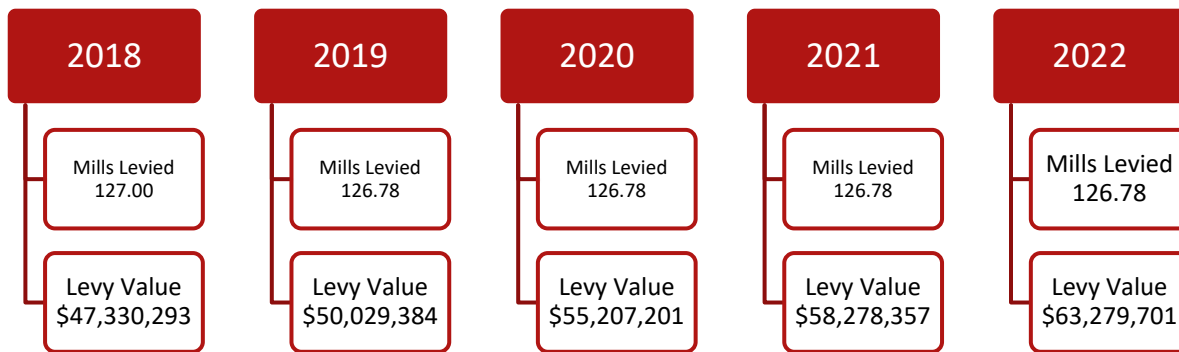 2018
Mills Levied
127.00
Levy Value
$47,330,293
2019
Mills Levied
126.78
Levy Value
$50,029,384
2020
Mills Levied
126.78
Levy Value
$55,207,201
2021
Mills Levied
126.78
Levy Value
$58,278,357
2022
Mills Levied
126.78
Levy Value
$63,279,701